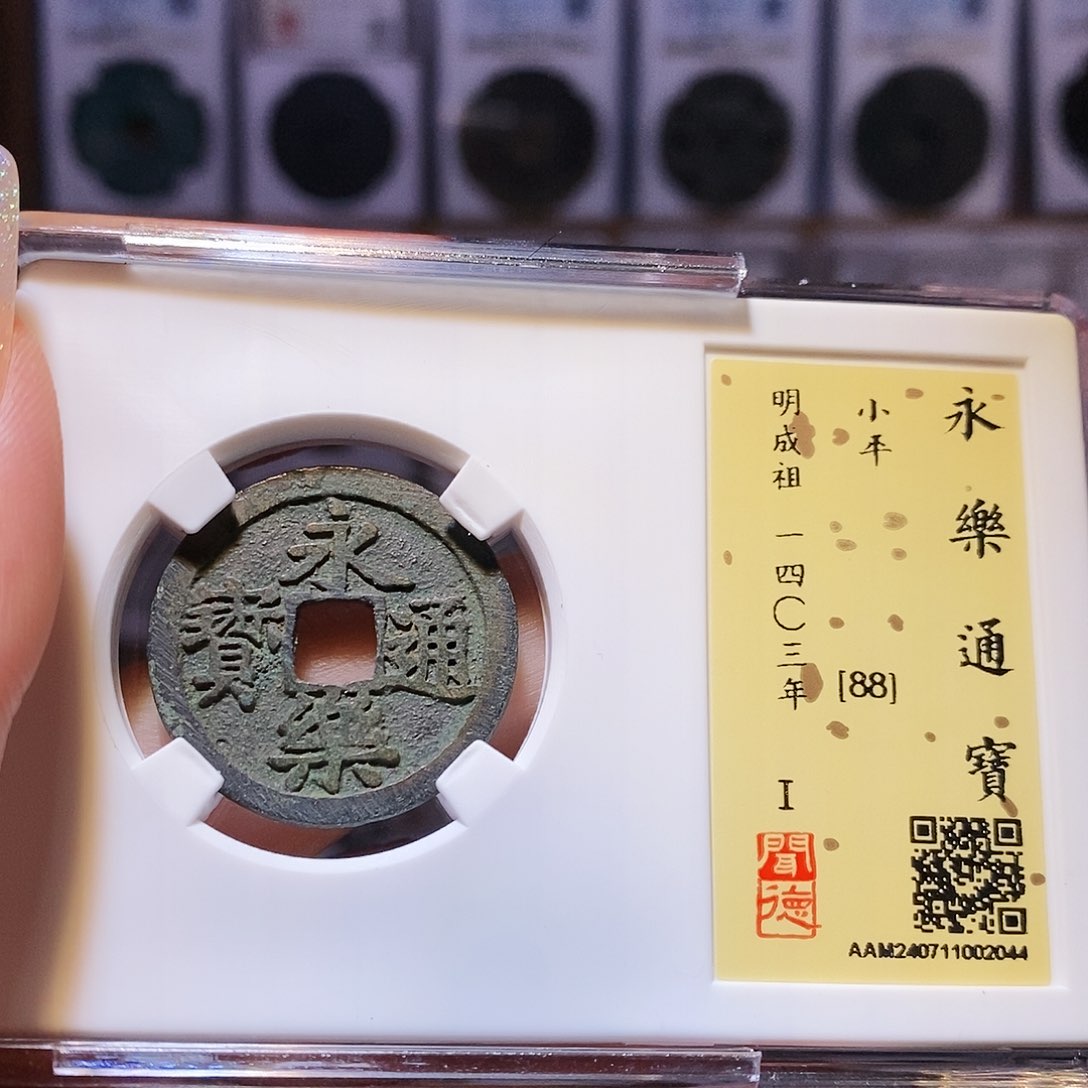 永樂通寶
永樂通寶
小平
[88]
明成祖 一四〇三年 I
聞德
AAM240711002044